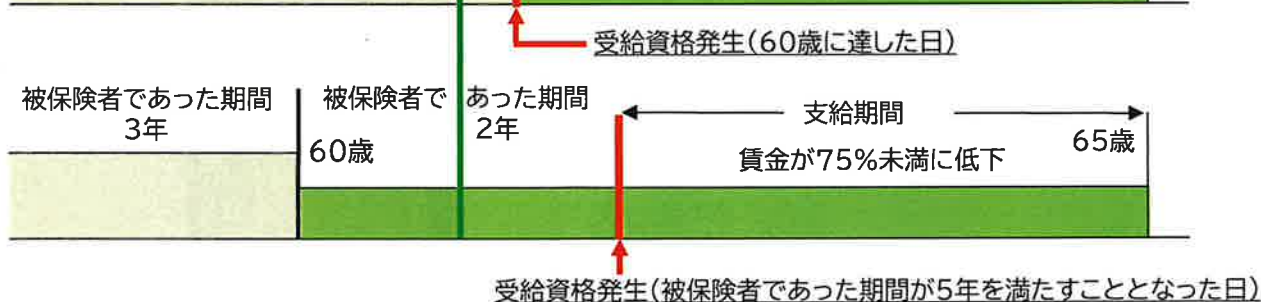 受給資格発生(60歳に達した日)
被保険者であった期間
3年
被保険者で あった期間
2年
60歳
支給期間
65歳
賃金が75%未満に低下
受給資格発生(被保険者であった期間が5年を満たすこととなった日)